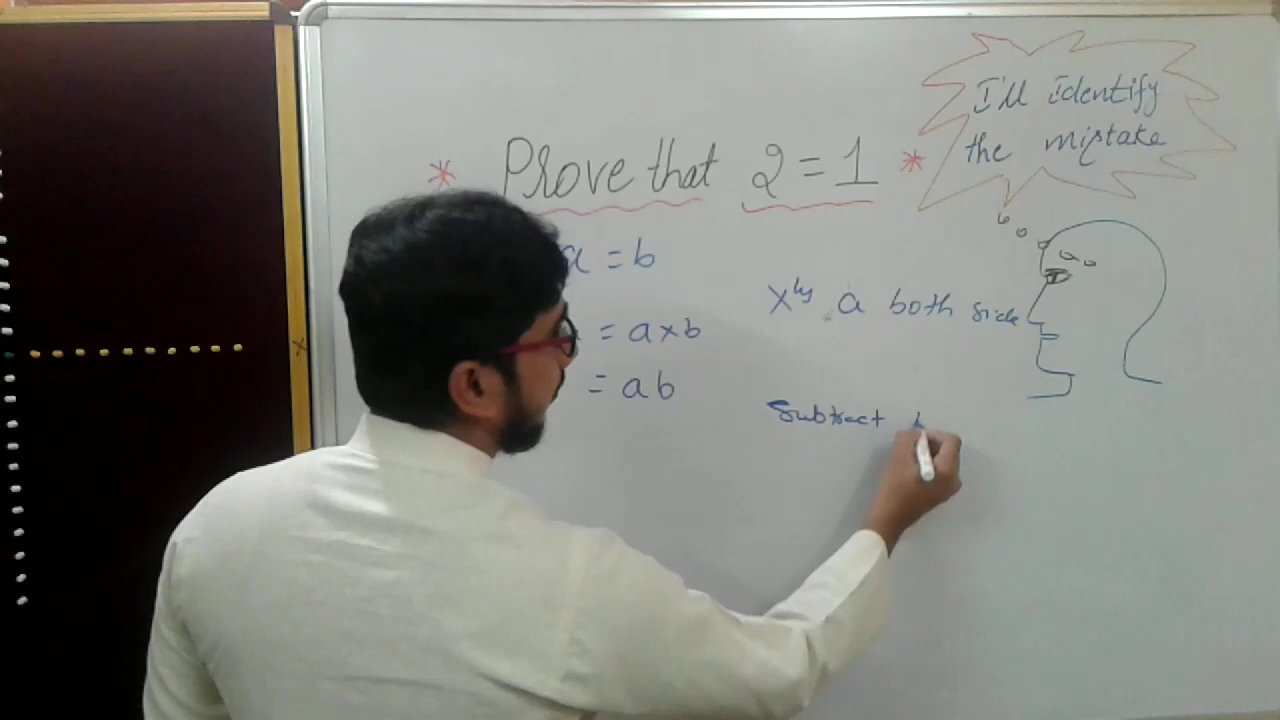 I'll identify
the mistake
* Prove that 2 = 1 *
a = b
x ly a both side
= a x b
= ab
Subtract